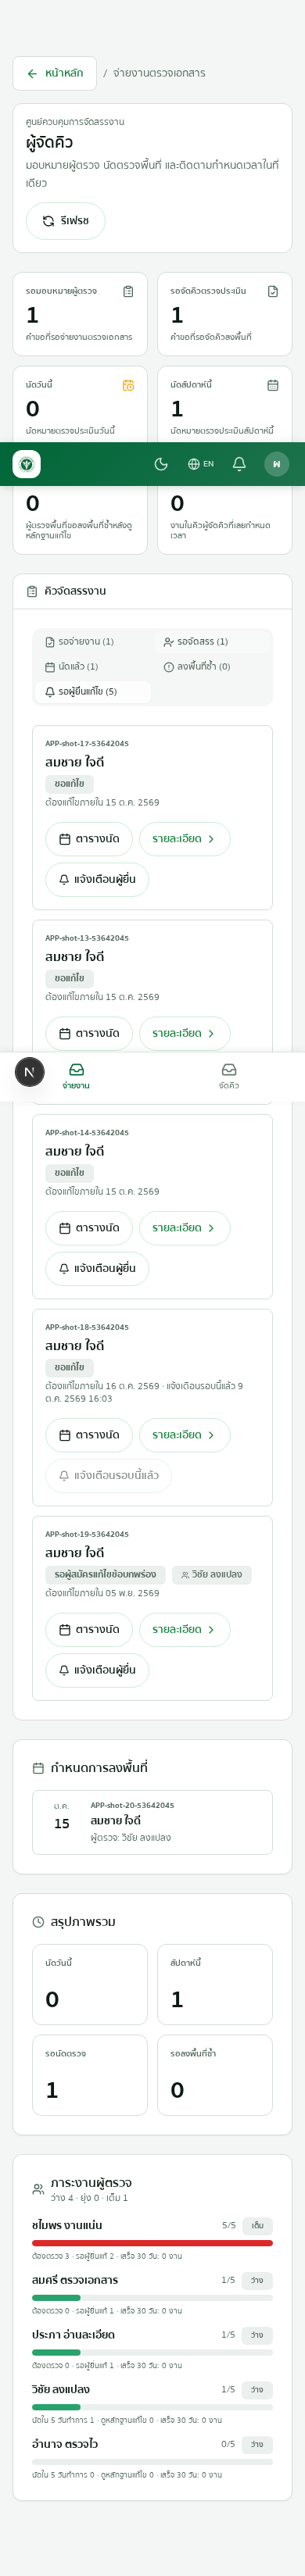 หน้าหลัก / จ่ายงานตรวจเอกสาร
ศูนย์ควบคุมการจัดสรรงาน
ผู้จัดคิว
มอบหมายผู้ตรวจ นัดตรวจพื้นที่ และติดตามกำหนดเวลาในที่
เดียว
รีเฟรช
รอมอบหมายผู้ตรวจ
1
คำขอที่รอจ่ายงานตรวจเอกสาร
รอจัดคิวตรวจประเมิน
1
คำขอที่รอจัดคิวลงพื้นที่
นัดวันนี้
0
นัดหมายตรวจประเมินวันนี้
นัดสัปดาห์นี้
1
นัดหมายตรวจประเมินสัปดาห์นี้
EN
0
ผู้ตรวจพื้นที่ขอลงพื้นที่ซ้ำหลังดู
หลักฐานแก้ไข
0
งานในคิวผู้จัดคิวที่เลยกำหนด
เวลา
คิวจัดสรรงาน
รอจ่ายงาน (1)
รอจัดสรร (1)
นัดแล้ว (1)
ลงพื้นที่ซ้ำ (0)
รอผู้ยื่นแก้ไข (5)
APP-shot-17-53642045
สมชาย ใจดี
ขอแก้ไข
ต้องแก้ไขภายใน 15 ต.ค. 2569
ตารางนัด
รายละเอียด
แจ้งเตือนผู้ยื่น
APP-shot-13-53642045
สมชาย ใจดี
ขอแก้ไข
ต้องแก้ไขภายใน 15 ต.ค. 2569
ตารางนัด
รายละเอียด
N
จ่ายงาน
จัดคิว
APP-shot-14-53642045
สมชาย ใจดี
ขอแก้ไข
ต้องแก้ไขภายใน 15 ต.ค. 2569
ตารางนัด
รายละเอียด
แจ้งเตือนผู้ยื่น
APP-shot-18-53642045
สมชาย ใจดี
ขอแก้ไข
ต้องแก้ไขภายใน 16 ต.ค. 2569 · แจ้งเตือนรอบนี้แล้ว 9
ต.ค. 2569 16:03
ตารางนัด
รายละเอียด
แจ้งเตือนรอบนี้แล้ว
APP-shot-19-53642045
สมชาย ใจดี
รอผู้สมัครแก้ไขข้อบกพร่อง
วิชัย ลงแปลง
ต้องแก้ไขภายใน 05 พ.ย. 2569
ตารางนัด
รายละเอียด
แจ้งเตือนผู้ยื่น
กำหนดการลงพื้นที่
ต.ค.
15
APP-shot-20-53642045
สมชาย ใจดี
ผู้ตรวจ: วิชัย ลงแปลง
สรุปภาพรวม
นัดวันนี้
0
สัปดาห์นี้
1
รอนัดตรวจ
1
รอลงพื้นที่ซ้ำ
0
ภาระงานผู้ตรวจ
ว่าง 4 · ยุ่ง 0 · เต็ม 1
ชไมพร งานแน่น 5/5 เต็ม
ต้องตรวจ 3 · รอผู้ยื่นแก้ 2 · เสร็จ 30 วัน: 0 งาน
สมศรี ตรวจเอกสาร 1/5 ว่าง
ต้องตรวจ 0 · รอผู้ยื่นแก้ 1 · เสร็จ 30 วัน: 0 งาน
ประภา อ่านละเอียด 1/5 ว่าง
ต้องตรวจ 0 · รอผู้ยื่นแก้ 1 · เสร็จ 30 วัน: 0 งาน
วิชัย ลงแปลง 1/5 ว่าง
นัดใน 5 วันทำการ 1 · ดูหลักฐานแก้ไข 0 · เสร็จ 30 วัน: 0 งาน
อำนาจ ตรวจไว 0/5 ว่าง
นัดใน 5 วันทำการ 0 · ดูหลักฐานแก้ไข 0 · เสร็จ 30 วัน: 0 งาน